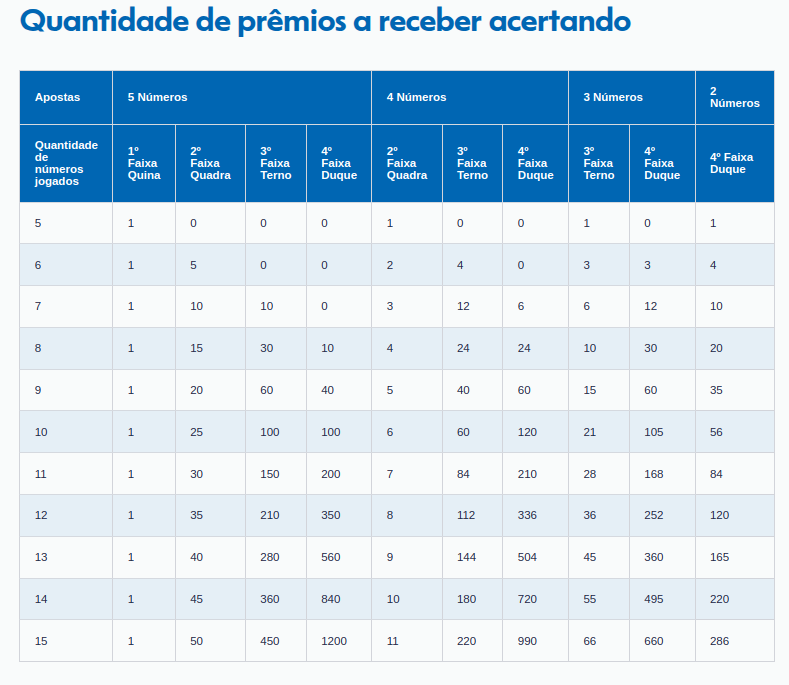 Quantidade de prêmios a receber acertando
Apostas 5 Números 4 Números 3 Números 2 Números
Quantidade de números jogados 1º Faixa Quina 2º Faixa Quadra 3º Faixa Terno 4º Faixa Duque 2º Faixa Quadra 3º Faixa Terno 4º Faixa Duque 3º Faixa Terno 4º Faixa Duque 4º Faixa Duque
5 1 0 0 0 1 0 0 1 0 1
6 1 5 0 0 2 4 0 3 3 4
7 1 10 10 0 3 12 6 6 12 10
8 1 15 30 10 4 24 24 10 30 20
9 1 20 60 40 5 40 60 15 60 35
10 1 25 100 100 6 60 120 21 105 56
11 1 30 150 200 7 84 210 28 168 84
12 1 35 210 350 8 112 336 36 252 120
13 1 40 280 560 9 144 504 45 360 165
14 1 45 360 840 10 180 720 55 495 220
15 1 50 450 1200 11 220 990 66 660 286